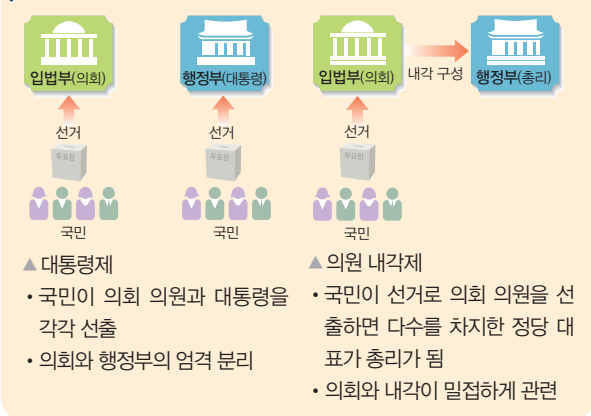 입법부(의회)
행정부(대통령)
선거
선거
투표함
투표함
국민
국민
▲ 대통령제
• 국민이 의회 의원과 대통령을
각각 선출
• 의회와 행정부의 엄격 분리
입법부(의회)
내각 구성
행정부(총리)
선거
투표함
국민
▲ 의원 내각제
• 국민이 선거로 의회 의원을 선
출하면 다수를 차지한 정당 대
표가 총리가 됨
• 의회와 내각이 밀접하게 관련